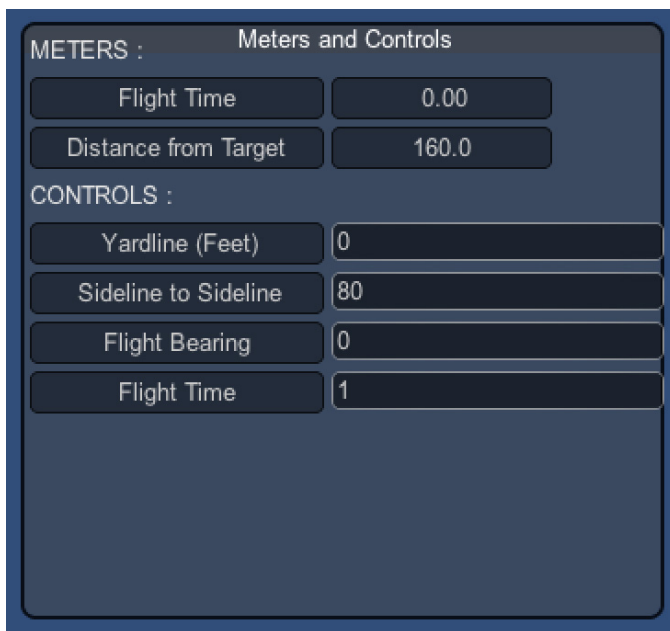 Meters and Controls
METERS :
Flight Time 0.00
Distance from Target 160.0
CONTROLS :
Yardline (Feet) 0
Sideline to Sideline 80
Flight Bearing 0
Flight Time 1